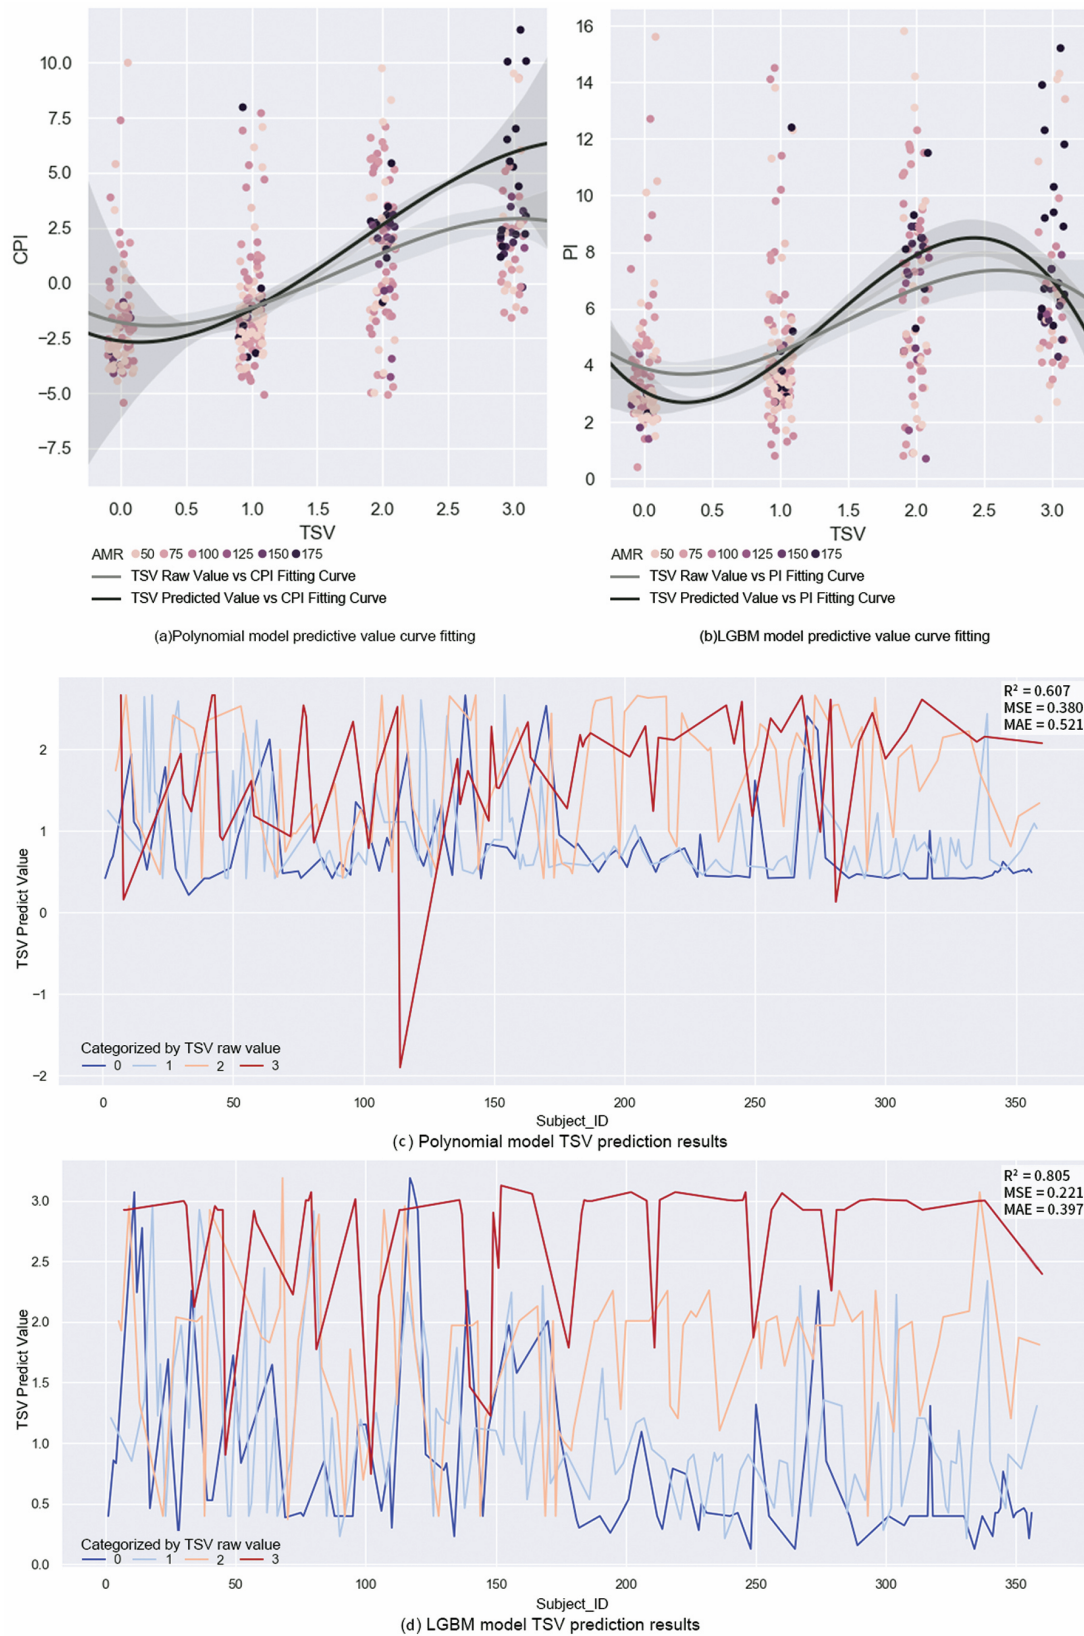 10.0
7.5
5.0
2.5
0.0
−2.5
−5.0
−7.5
CPI
0.0 0.5 1.0 1.5 2.0 2.5 3.0
TSV
AMR 50 75 100 125 150 175
TSV Raw Value vs CPI Fitting Curve
TSV Predicted Value vs CPI Fitting Curve
(a)Polynomial model predictive value curve fitting
16
14
12
10
8
6
4
2
0
PI
0.0 0.5 1.0 1.5 2.0 2.5 3.0
TSV
AMR 50 75 100 125 150 175
TSV Raw Value vs PI Fitting Curve
TSV Predicted Value vs PI Fitting Curve
(b)LGBM model predictive value curve fitting
R² = 0.607
MSE = 0.380
MAE = 0.521
2
1
0
−1
−2
TSV Predict Value
Categorized by TSV raw value
0 1 2 3
0 50 100 150 200 250 300 350
Subject_ID
(c) Polynomial model TSV prediction results
R² = 0.805
MSE = 0.221
MAE = 0.397
3.0
2.5
2.0
1.5
1.0
0.5
0.0
TSV Predict Value
Categorized by TSV raw value
0 1 2 3
0 50 100 150 200 250 300 350
Subject_ID
(d) LGBM model TSV prediction results